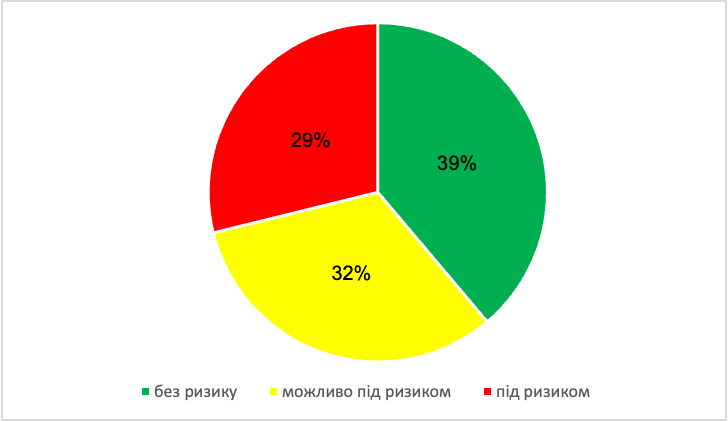 29%
39%
32%
без ризику можливо під ризиком під ризиком